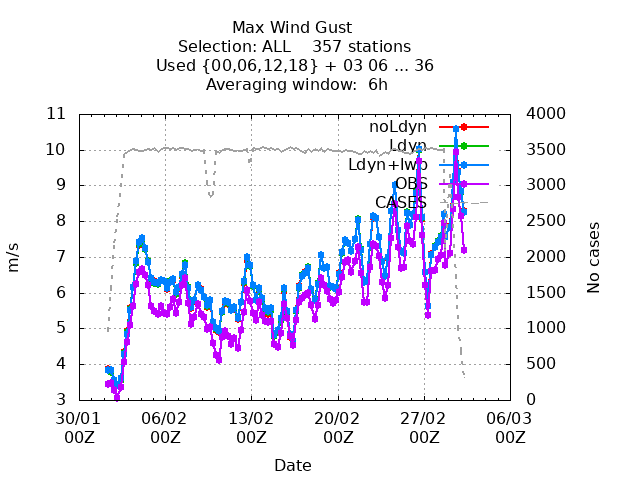 Max Wind Gust
Selection: ALL 357 stations
Used {00,06,12,18} + 03 06 ... 36
Averaging window: 6h
11 4000
noLdyn
Ldyn
10 3500
Ldyn+lwb
OBS
9 3000
CASES
8 2500
7 2000
m/s
No cases
6 1500
5 1000
4 500
3 0
30/01 06/02 13/02 20/02 27/02 06/03
00Z 00Z 00Z 00Z 00Z 00Z
Date